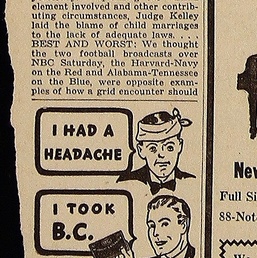 element involved and other contrib-
uting circumstances, Judge Kelley
laid the blame of child marriages
to the lack of adequate laws. . . .
BEST AND WORST: We thought
the two football broadcasts over
NBC Saturday, the Harvard-Navy
on the Red and Alabama-Tennessee
on the Blue, were opposite exam-
ples of how a grid encounter should
I HAD A
HEADACHE
I TOOK
B.C.
New
Full Si
88-Not